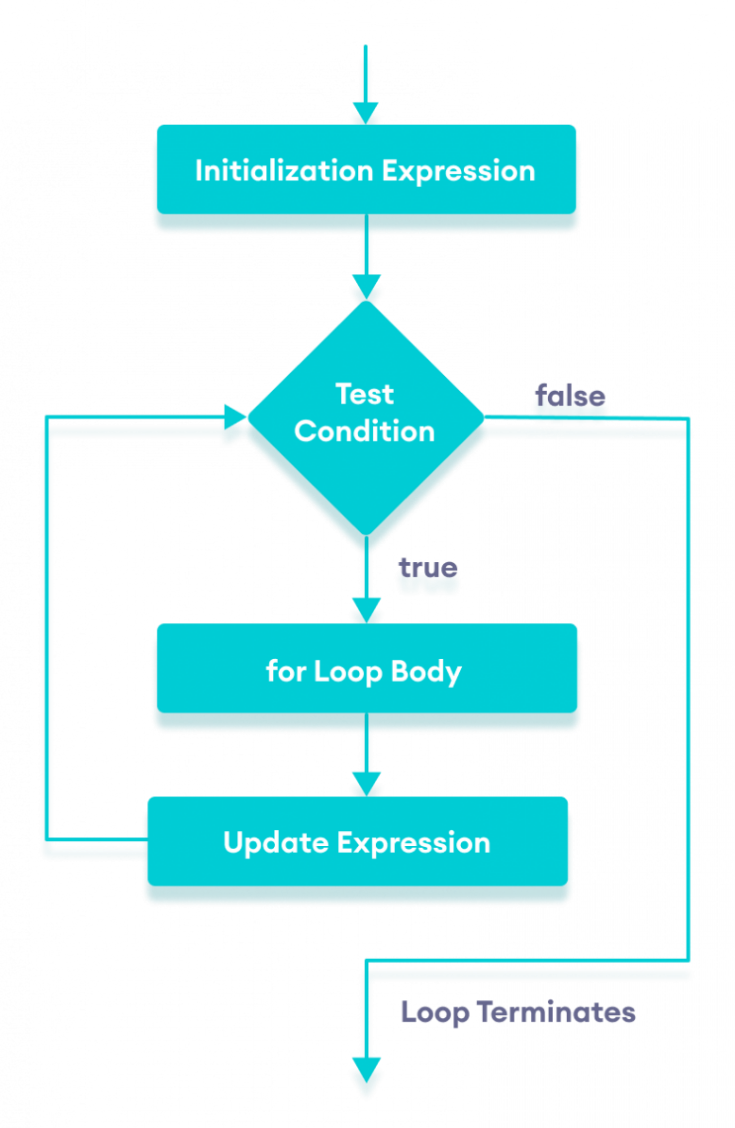 Initialization Expression
Test
Condition
false
true
for Loop Body
Update Expression
Loop Terminates